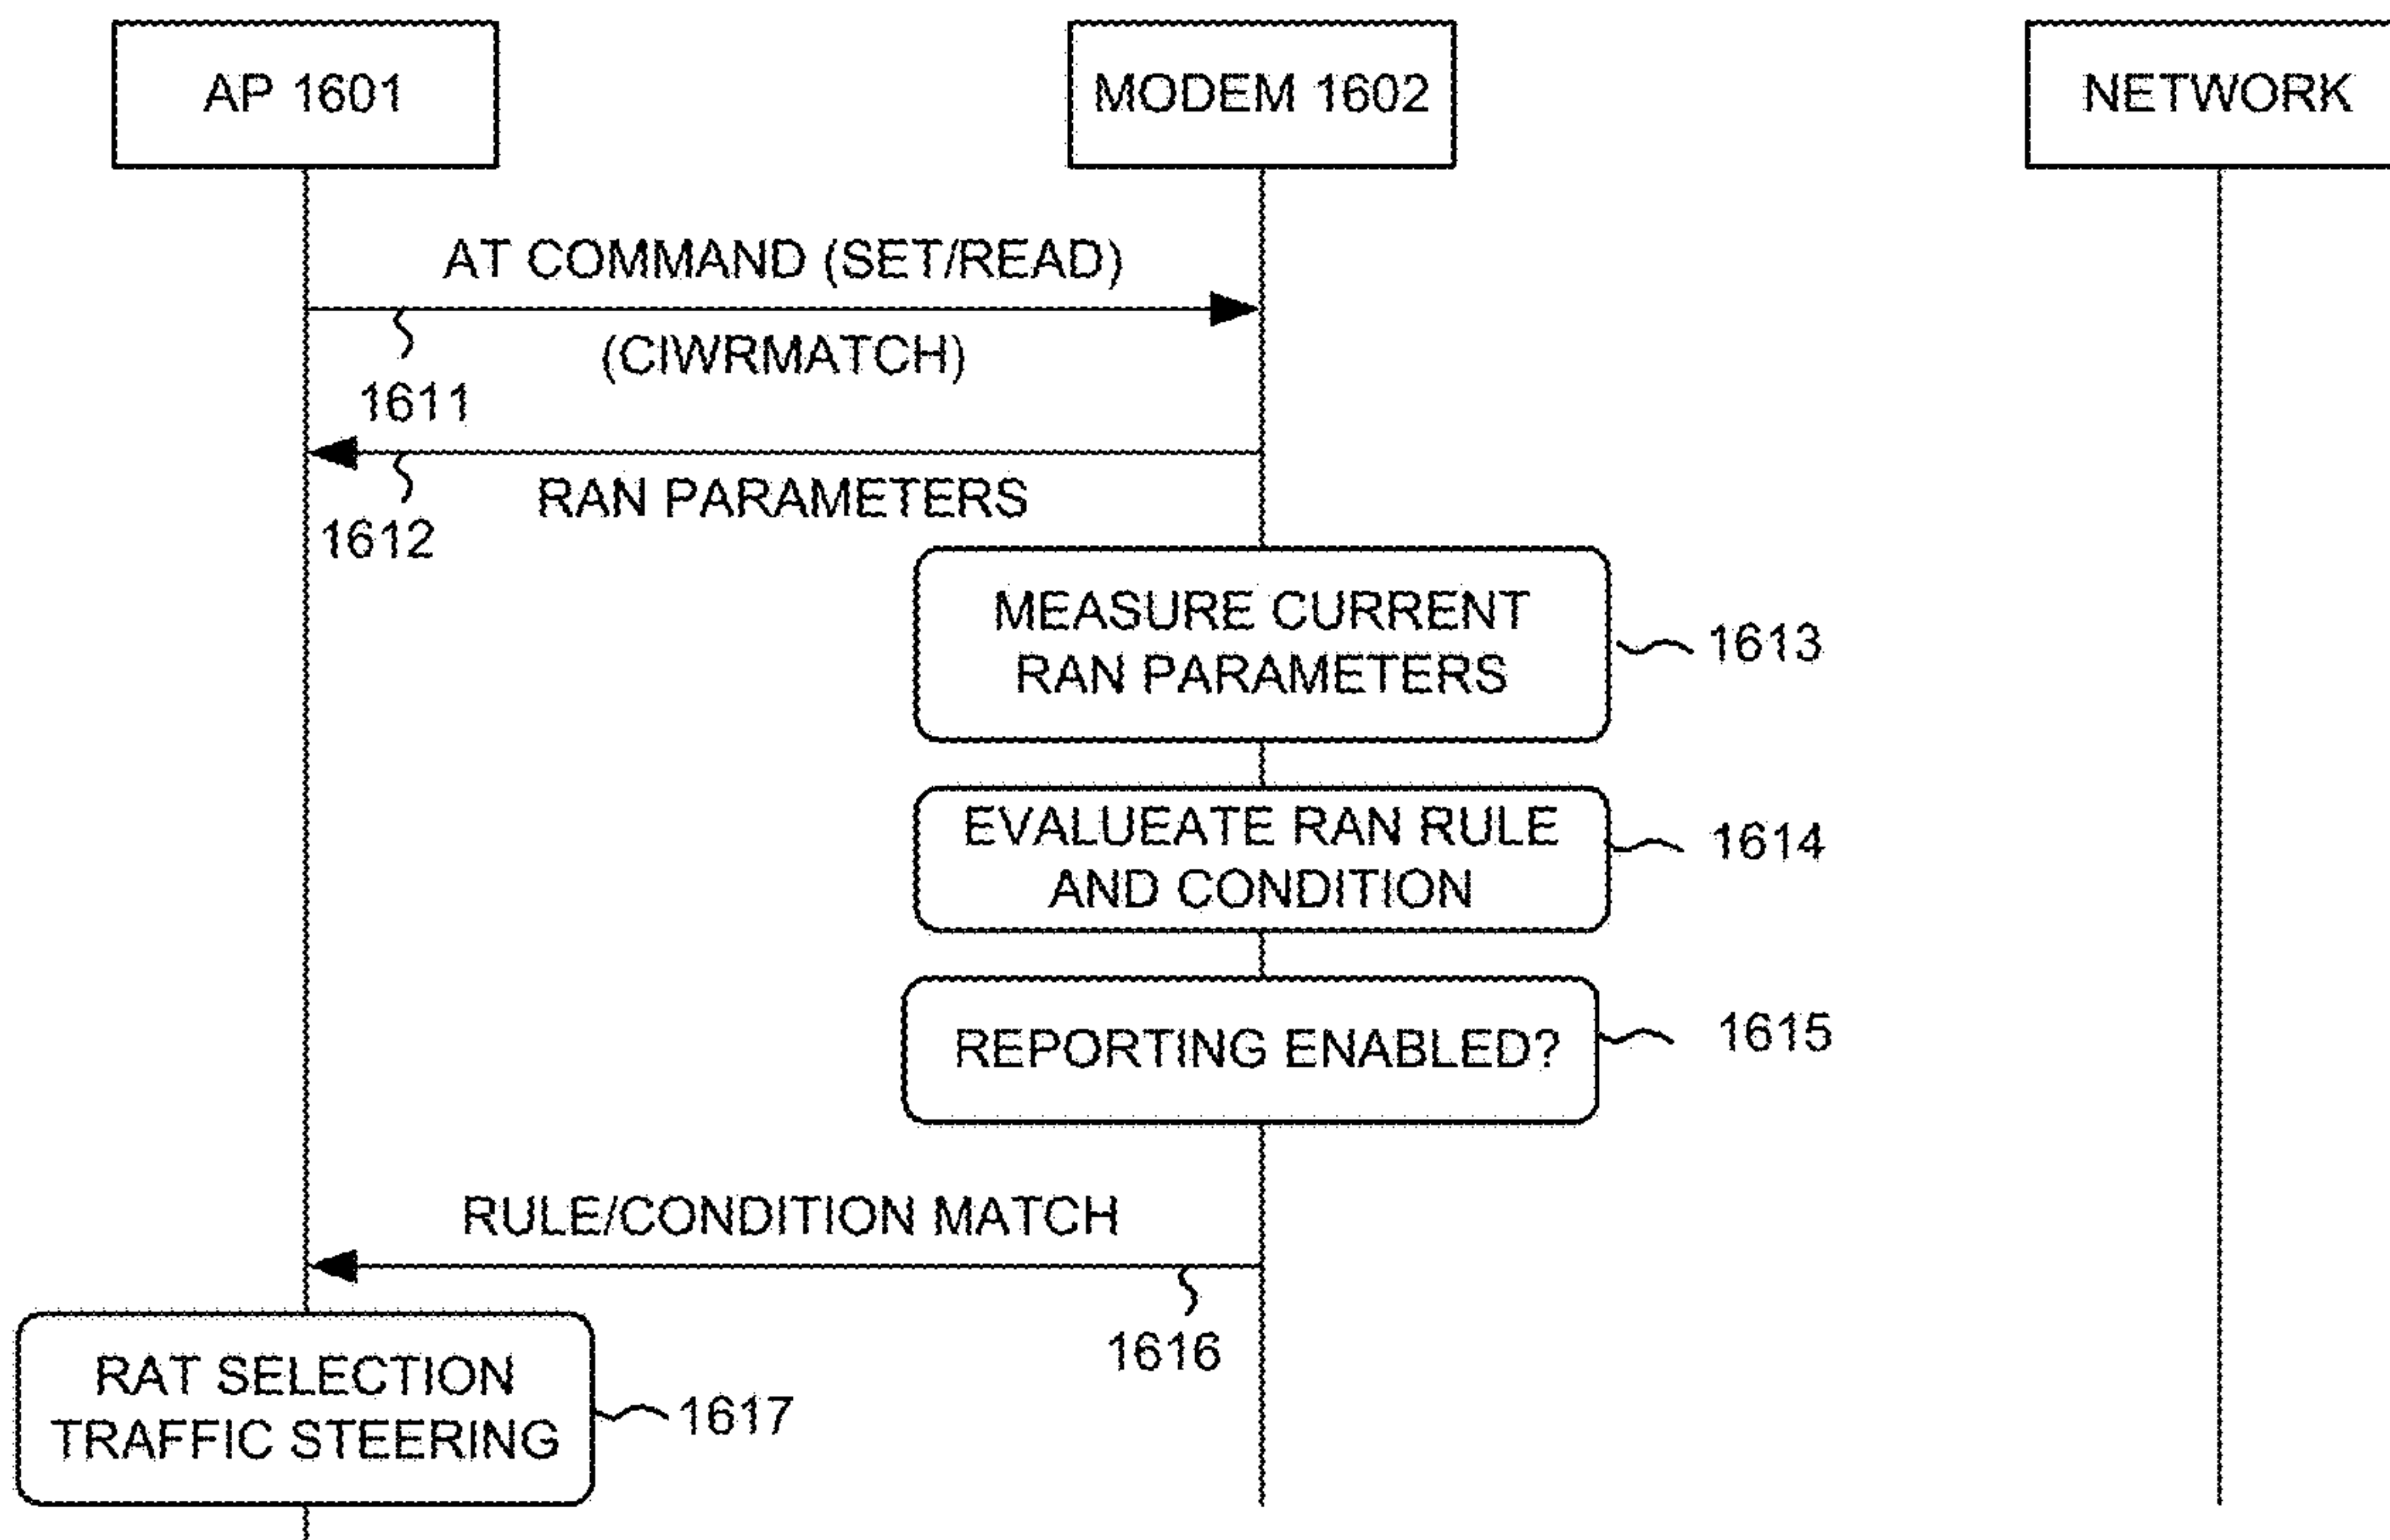 AP 1601
MODEM 1602
NETWORK
AT COMMAND (SET/READ)
(CIWRMATCH)
1611
RAN PARAMETERS
1612
MEASURE CURRENT
RAN PARAMETERS
1613
EVALUEATE RAN RULE
AND CONDITION
1614
REPORTING ENABLED?
1615
RULE/CONDITION MATCH
1616
RAT SELECTION
TRAFFIC STEERING
1617